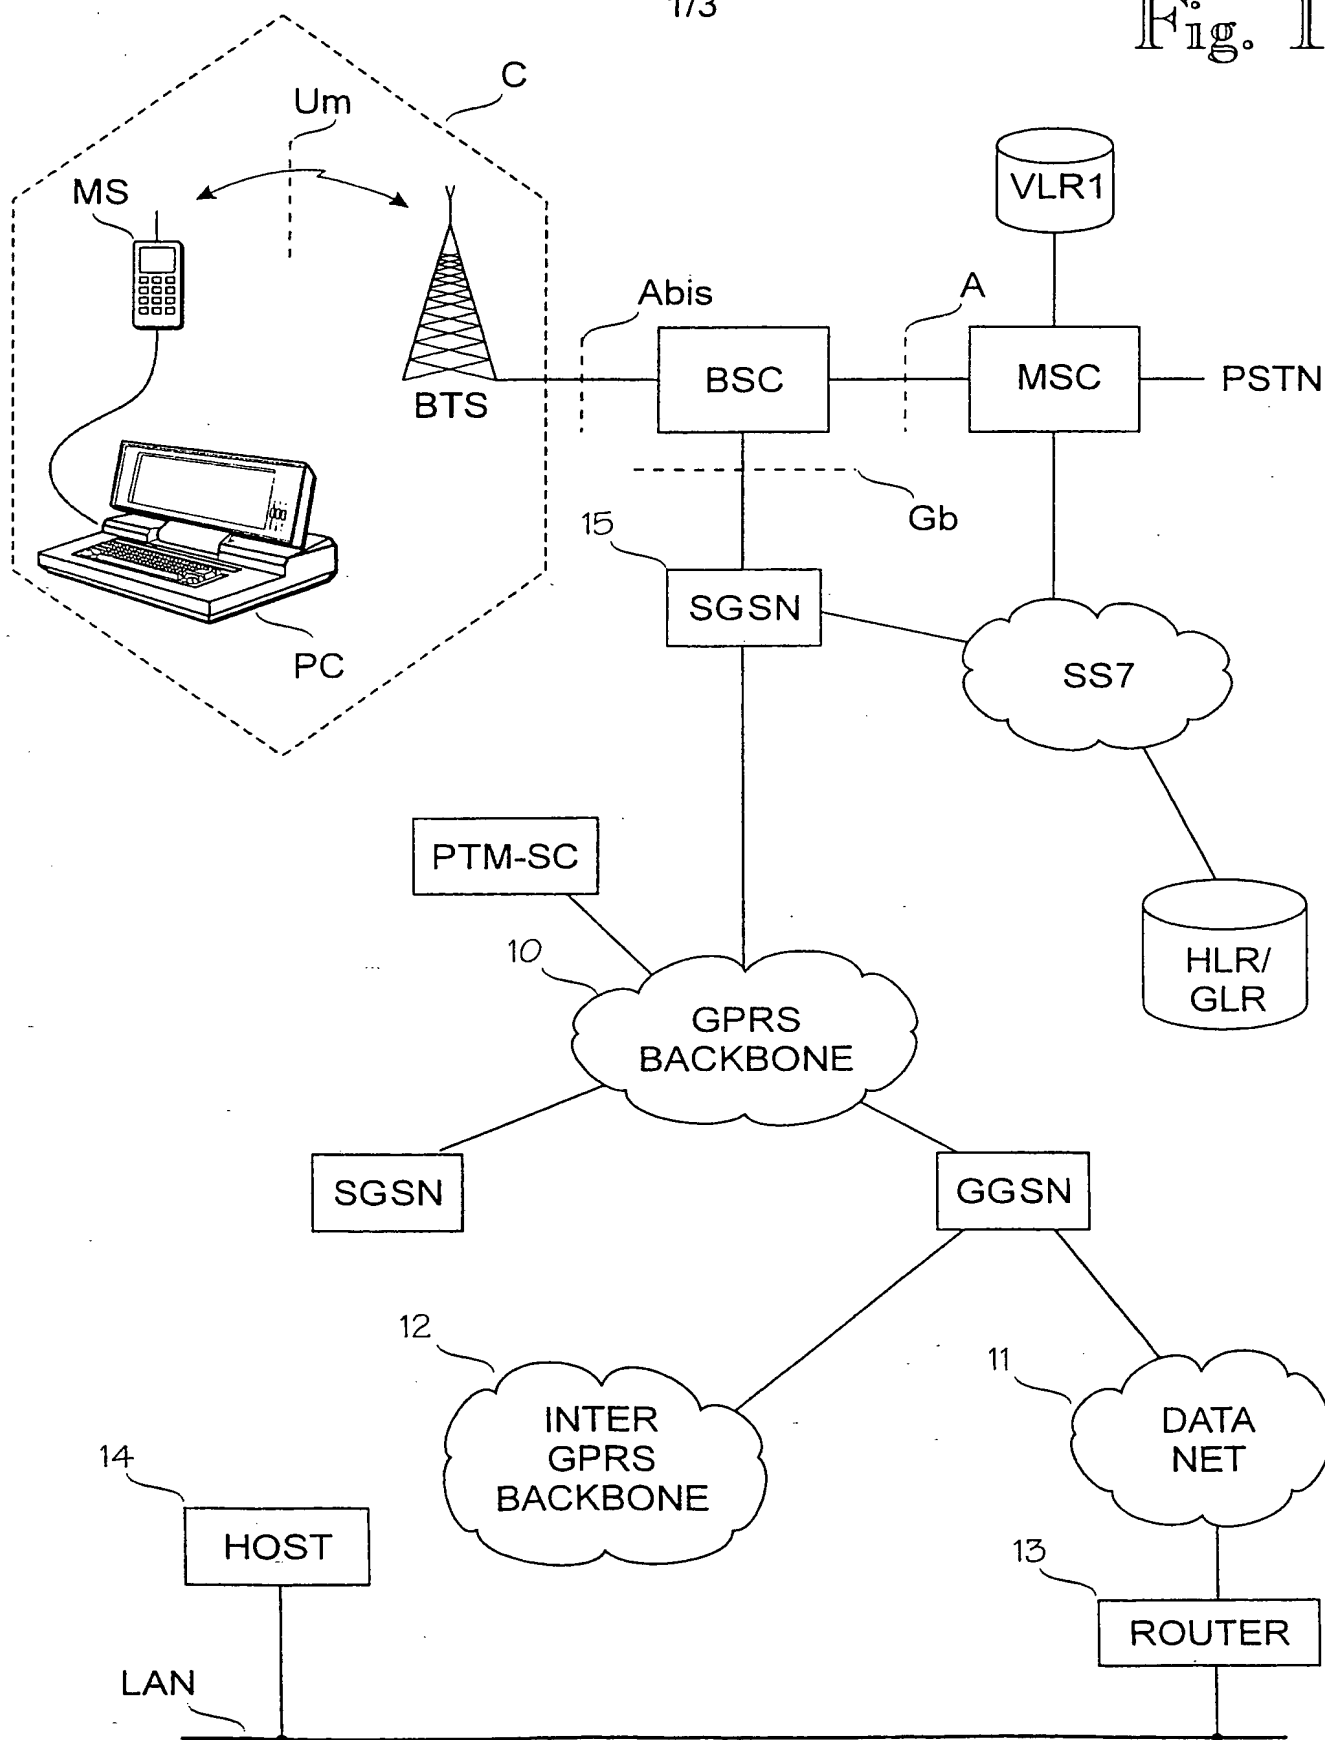 1/3
Fig. 1
C
Um
MS
VLR1
Abis
A
BTS
BSC
MSC
PSTN
Gb
15
SGSN
PC
SS7
PTM-SC
10
HLR/
GLR
GPRS
BACKBONE
SGSN
GGSN
12
11
INTER
GPRS
BACKBONE
DATA
NET
14
HOST
13
ROUTER
LAN